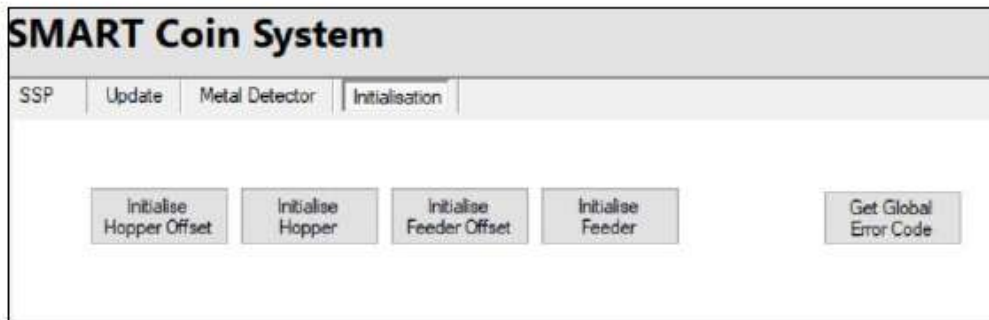 SMART Coin System
SSP Update Metal Detector Initialisation
Initialise Initialise Initialise Initialise Get Global
Hopper Offset Hopper Feeder Offset Feeder Error Code